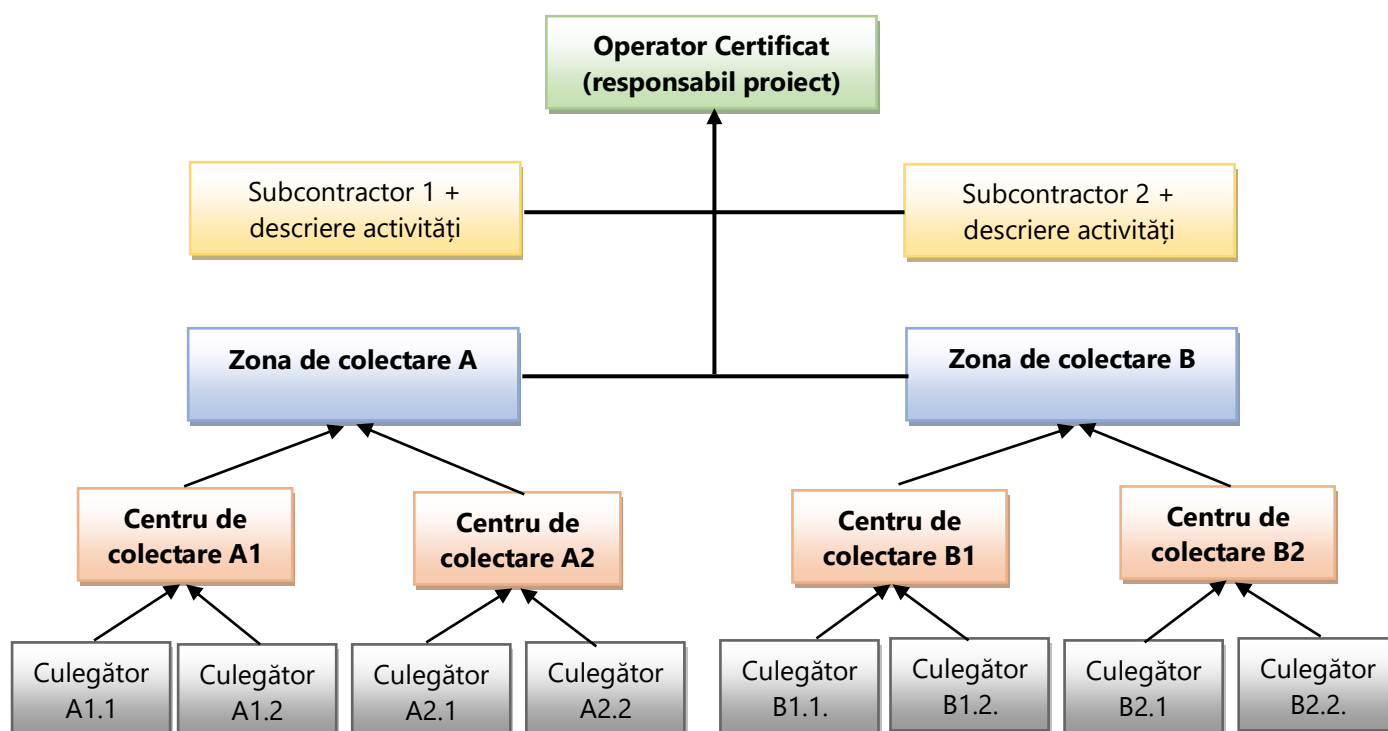 Operator Certificat
(responsabil proiect)
Subcontractor 1 +
descriere activități
Subcontractor 2 +
descriere activități
Zona de colectare A
Zona de colectare B
Centru de
colectare A1
Centru de
colectare A2
Centru de
colectare B1
Centru de
colectare B2
Culegător
A1.1
Culegător
A1.2
Culegător
A2.1
Culegător
A2.2
Culegător
B1.1.
Culegător
B1.2.
Culegător
B2.1
Culegător
B2.2.